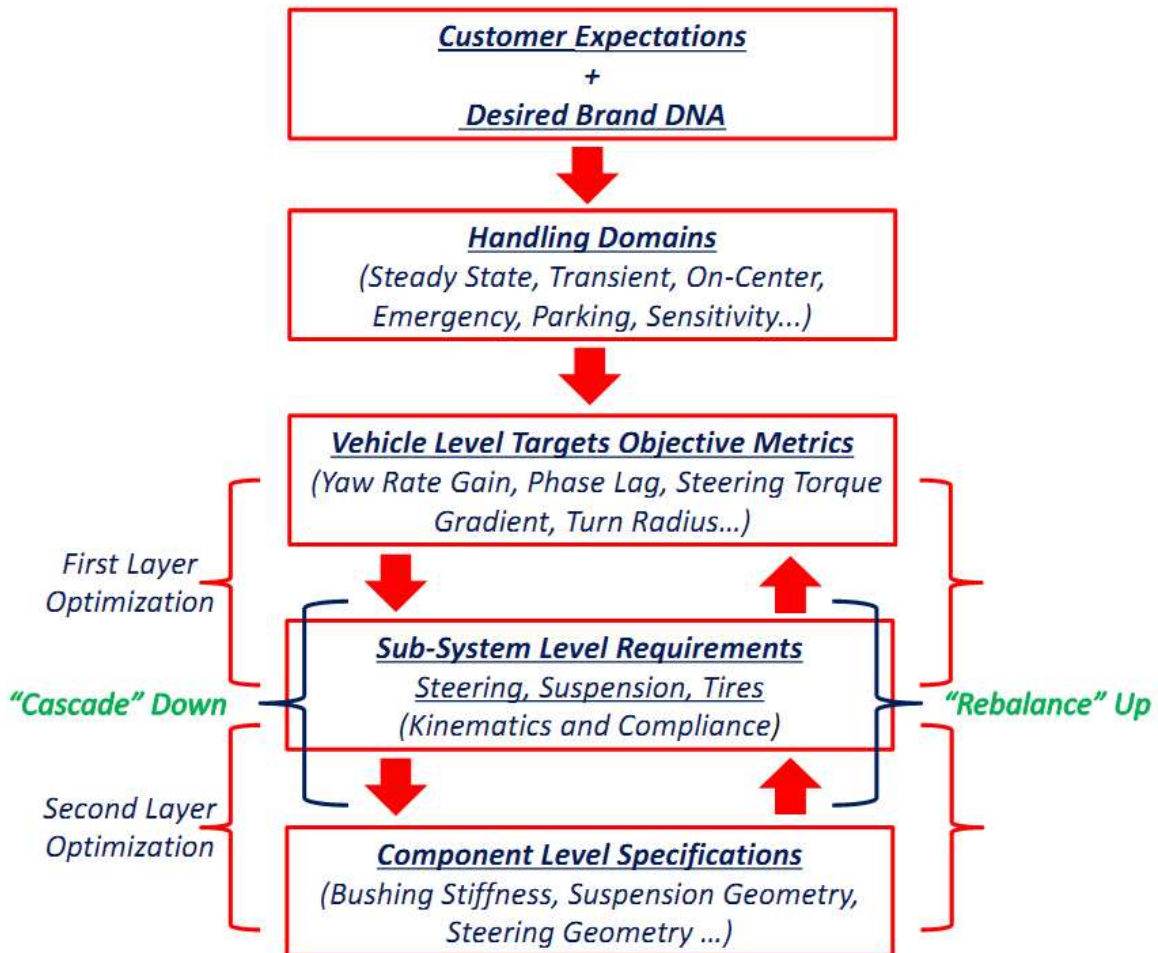 Customer Expectations
+
Desired Brand DNA
Handling Domains
(Steady State, Transient, On-Center,
Emergency, Parking, Sensitivity...)
Vehicle Level Targets Objective Metrics
(Yaw Rate Gain, Phase Lag, Steering Torque
Gradient, Turn Radius...)
First Layer
Optimization
Sub-System Level Requirements
Steering, Suspension, Tires
(Kinematics and Compliance)
“Cascade” Down
“Rebalance” Up
Second Layer
Optimization
Component Level Specifications
(Bushing Stiffness, Suspension Geometry,
Steering Geometry ...)